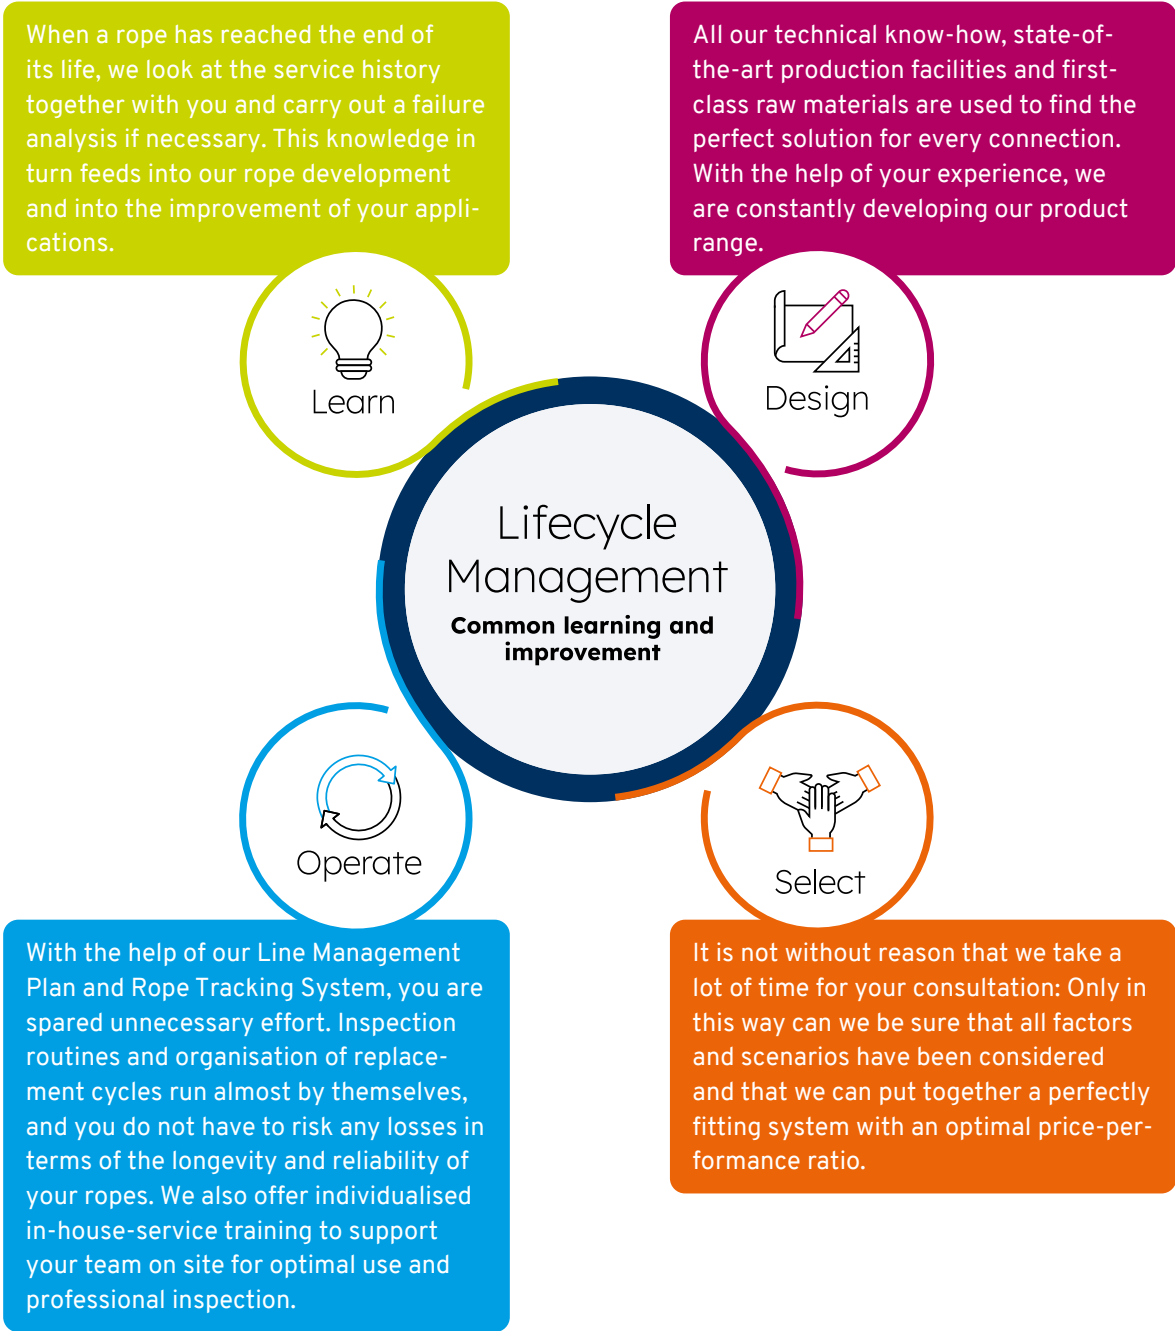 When a rope has reached the end of
its life, we look at the service history
together with you and carry out a failure
analysis if necessary. This knowledge in
turn feeds into our rope development
and into the improvement of your appli-
cations.
All our technical know-how, state-of-
the-art production facilities and first-
class raw materials are used to find the
perfect solution for every connection.
With the help of your experience, we
are constantly developing our product
range.
Learn
Design
Lifecycle
Management
Common learning and
improvement
Operate
Select
With the help of our Line Management
Plan and Rope Tracking System, you are
spared unnecessary effort. Inspection
routines and organisation of replace-
ment cycles run almost by themselves,
and you do not have to risk any losses in
terms of the longevity and reliability of
your ropes. We also offer individualised
in-house-service training to support
your team on site for optimal use and
professional inspection.
It is not without reason that we take a
lot of time for your consultation: Only in
this way can we be sure that all factors
and scenarios have been considered
and that we can put together a perfectly
fitting system with an optimal price-per-
formance ratio.